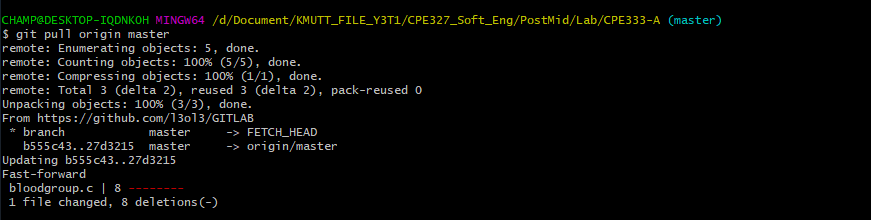 CHAMP@DESKTOP-IQDNKOH MINGW64 /d/Document/KMUTT_FILE_Y3T1/CPE327_Soft_Eng/PostMid/Lab/CPE333-A (master)
$ git pull origin master
remote: Enumerating objects: 5, done.
remote: Counting objects: 100% (5/5), done.
remote: Compressing objects: 100% (1/1), done.
remote: Total 3 (delta 2), reused 3 (delta 2), pack-reused 0
Unpacking objects: 100% (3/3), done.
From https://github.com/l3ol3/GITLAB
 * branch            master     -> FETCH_HEAD
   b555c43..27d3215  master     -> origin/master
Updating b555c43..27d3215
Fast-forward
 bloodgroup.c | 8 --------
 1 file changed, 8 deletions(-)